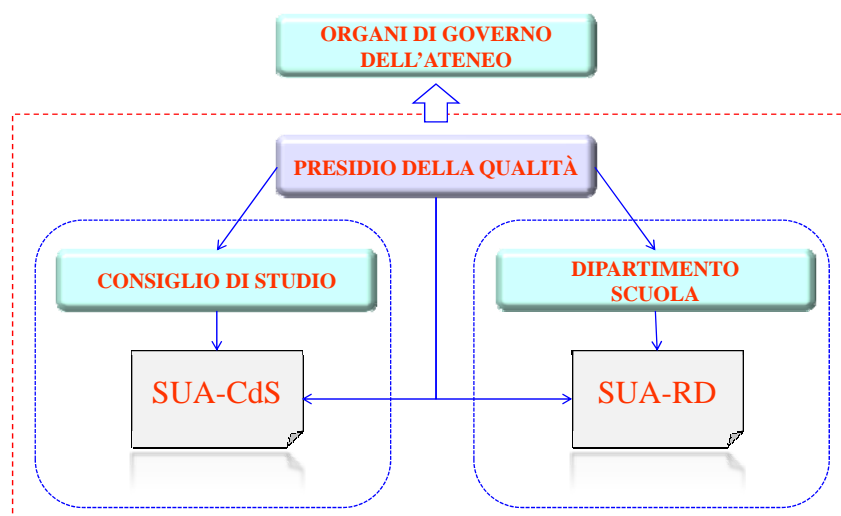 ORGANI DI GOVERNO
DELL'ATENEO
PRESIDIO DELLA QUALITÀ
CONSIGLIO DI STUDIO
DIPARTIMENTO
SCUOLA
SUA-CdS
SUA-RD